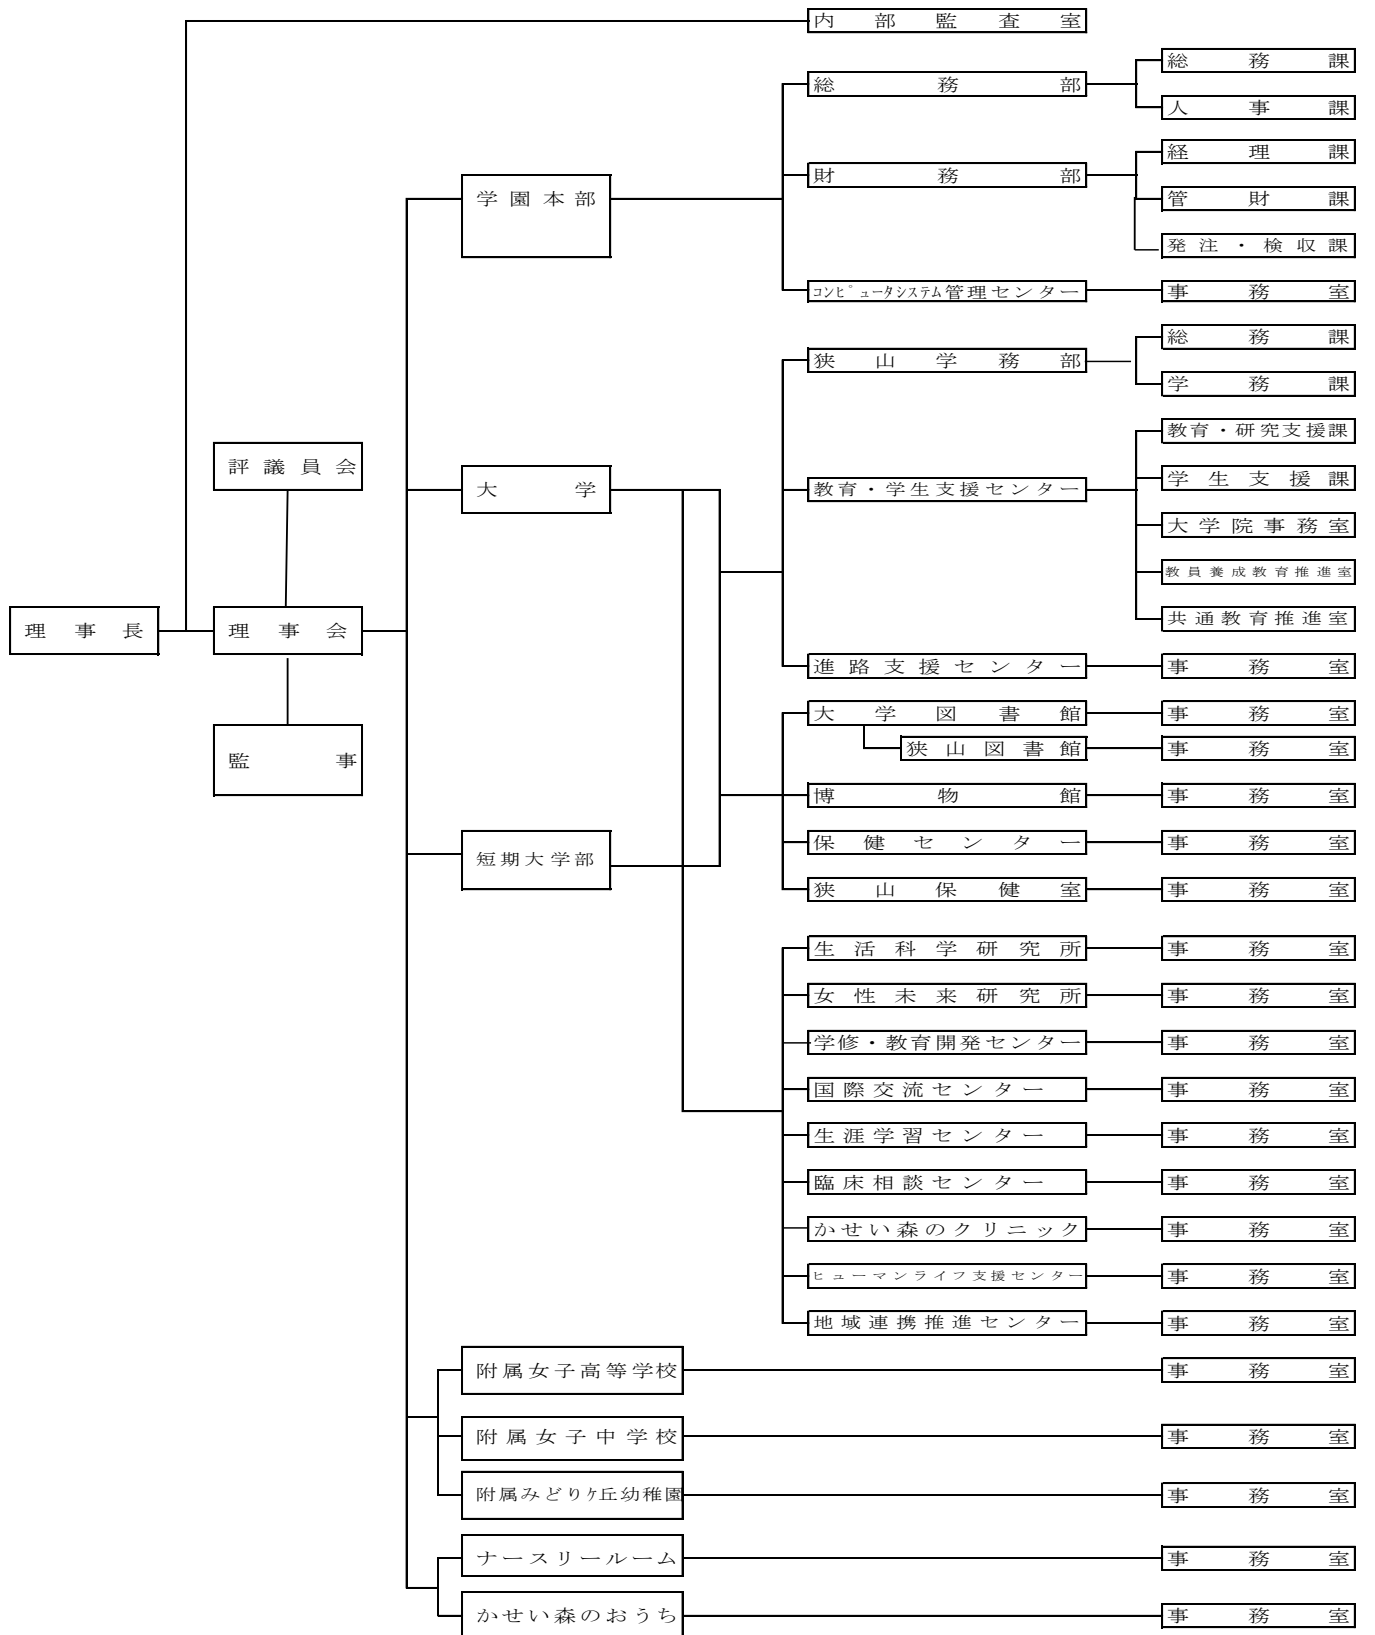 内部監査室
総務課
総務部
人事課
経理課
財務部
学園本部
管財課
発注・検収課
コンピュータシステム管理センター
事務室
総務課
狭山学務部
学務課
教育・研究支援課
評議員会
学生支援課
大学
教育・学生支援センター
大学院事務室
教員養成教育推進室
共通教育推進室
理事長
理事会
進路支援センター
事務室
大学図書館
事務室
狭山図書館
事務室
監事
博物館
事務室
保健センター
事務室
短期大学部
狭山保健室
事務室
生活科学研究所
事務室
女性未来研究所
事務室
学修・教育開発センター
事務室
国際交流センター
事務室
生涯学習センター
事務室
臨床相談センター
事務室
かせい森のクリニック
事務室
ヒューマンライフ支援センター
事務室
地域連携推進センター
事務室
附属女子高等学校
事務室
附属女子中学校
事務室
附属みどりケ丘幼稚園
事務室
ナースリールーム
事務室
かせい森のおうち
事務室